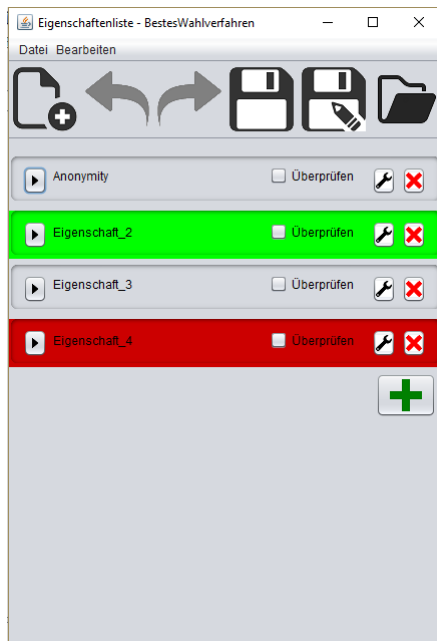 Eigenschaftenliste - BestesWahlverfahren
Datei Bearbeiten
Anonymity Überprüfen
Eigenschaft_2 Überprüfen
Eigenschaft_3 Überprüfen
Eigenschaft_4 Überprüfen